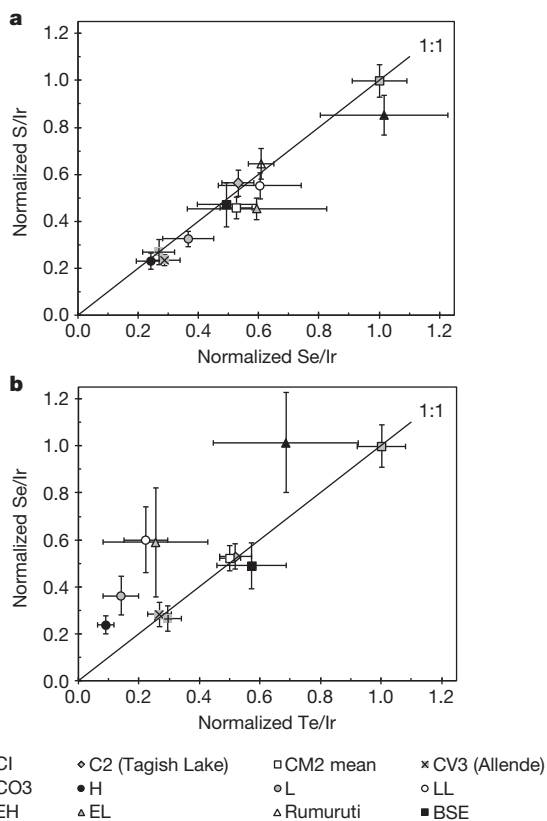 a
1.2
1:1
1.0
0.8
0.6
0.4
0.2
0.0
Normalized S/Ir
0.0 0.2 0.4 0.6 0.8 1.0 1.2
Normalized Se/Ir
b
1.2
1:1
1.0
0.8
0.6
0.4
0.2
0.0
Normalized Se/Ir
0.0 0.2 0.4 0.6 0.8 1.0 1.2
Normalized Te/Ir
CI C2 (Tagish Lake) CM2 mean CV3 (Allende)
CO3 H L LL
EH EL Rumuruti BSE